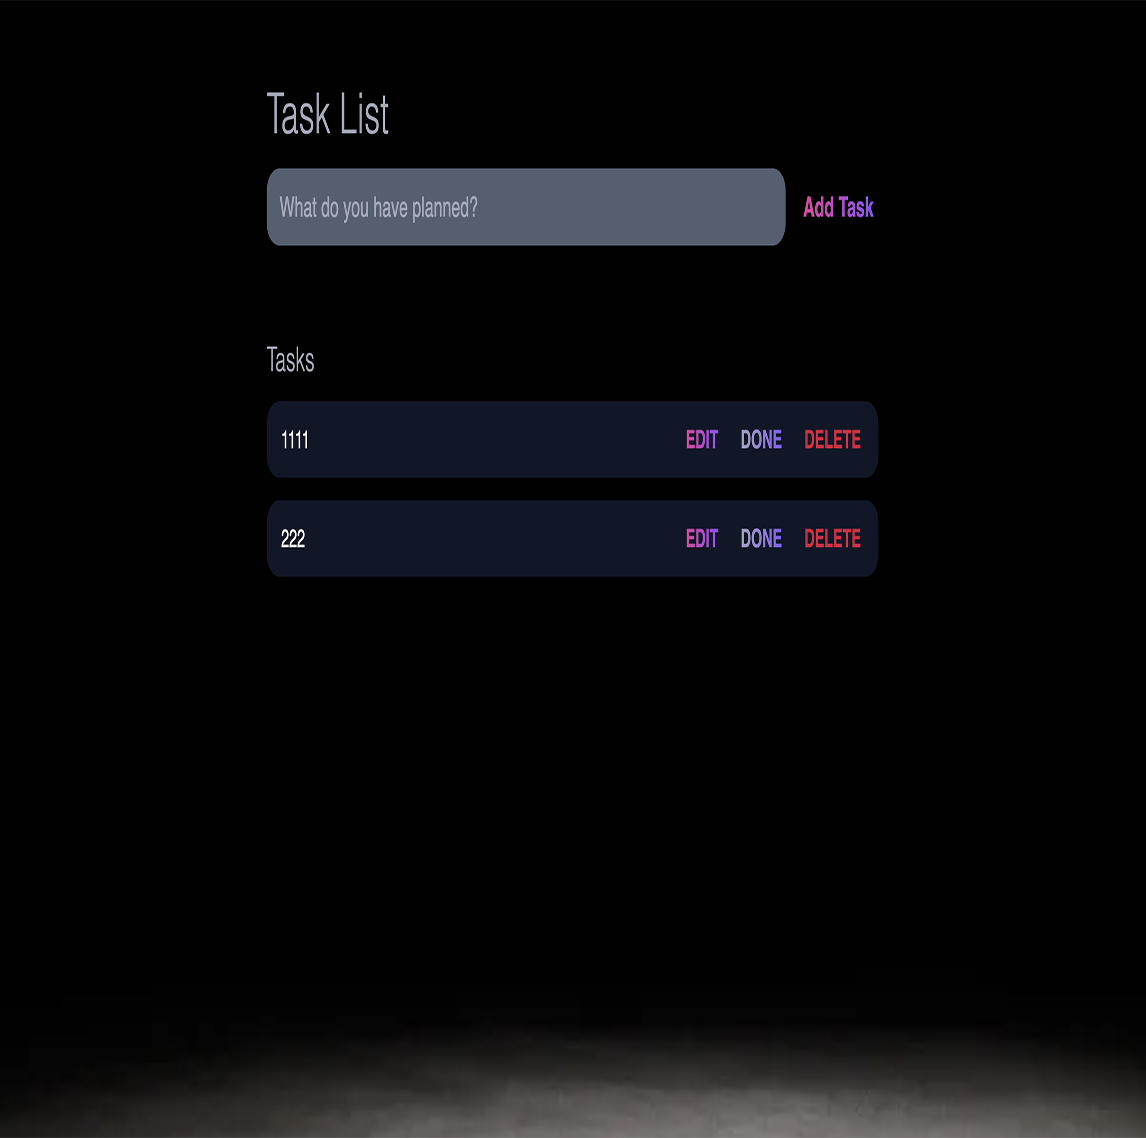 Task List
What do you have planned? Add Task
Tasks
1111 EDIT DONE DELETE
222 EDIT DONE DELETE